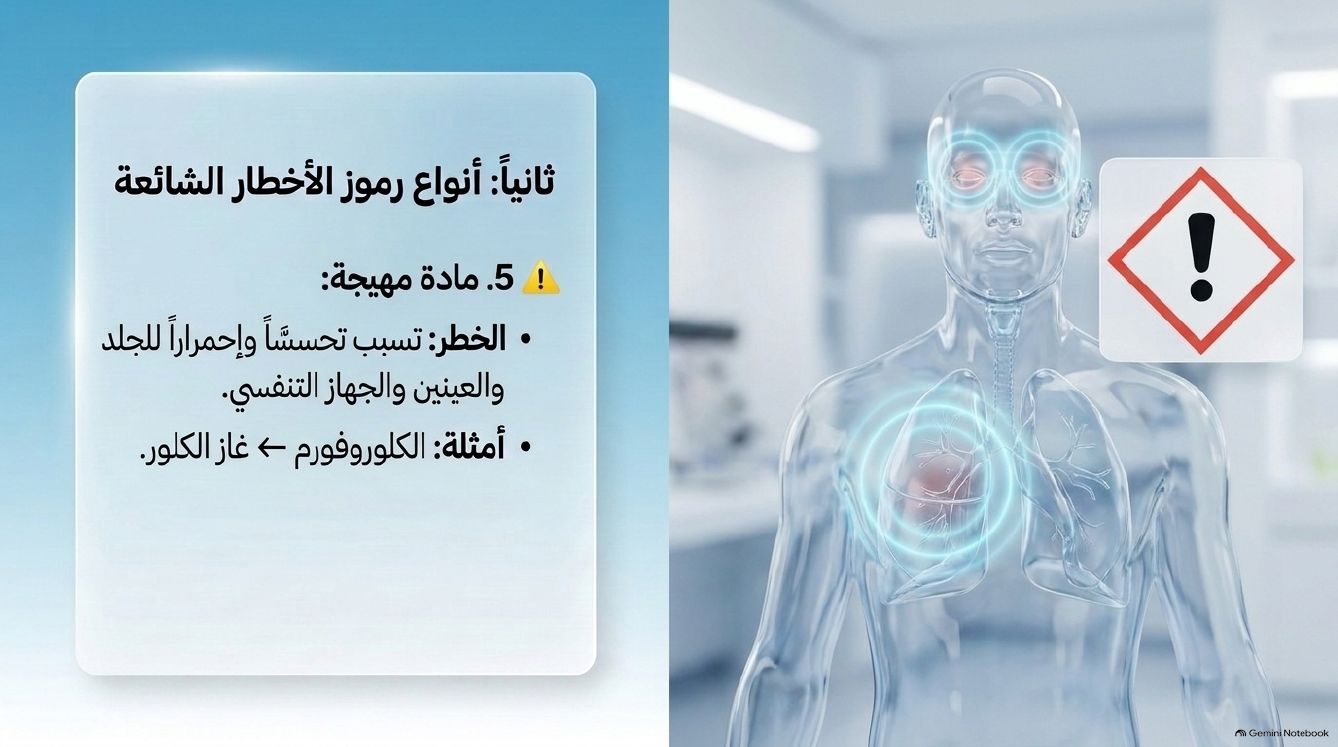 ثانياً: أنواع رموز الأخطار الشائعة
⚠️ 5. مادة مهيجة:
• الخطر: تسبب تحسسَّاً وإحمراراً للجلد
والعينين والجهاز التنفسي.
• أمثلة: الكلوروفورم ← غاز الكلور.
Gemini Notebook